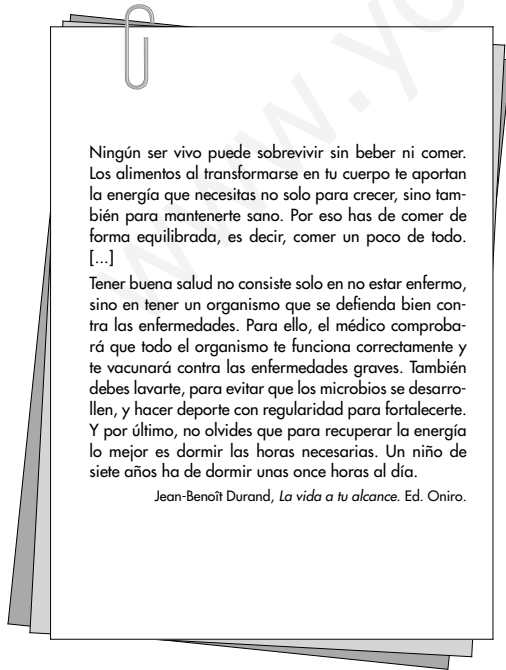 Ningún ser vivo puede sobrevivir sin beber ni comer.
Los alimentos al transformarse en tu cuerpo te aportan
la energía que necesitas no solo para crecer, sino tam-
bién para mantenerte sano. Por eso has de comer de
forma equilibrada, es decir, comer un poco de todo.
[...]
Tener buena salud no consiste solo en no estar enfermo,
sino en tener un organismo que se defienda bien con-
tra las enfermedades. Para ello, el médico comproba-
rá que todo el organismo te funciona correctamente y
te vacunará contra las enfermedades graves. También
debes lavarte, para evitar que los microbios se desarro-
llen, y hacer deporte con regularidad para fortalecerte.
Y por último, no olvides que para recuperar la energía
lo mejor es dormir las horas necesarias. Un niño de
siete años ha de dormir unas once horas al día.
Jean-Benoît Durand, La vida a tu alcance. Ed. Oniro.
www.yo